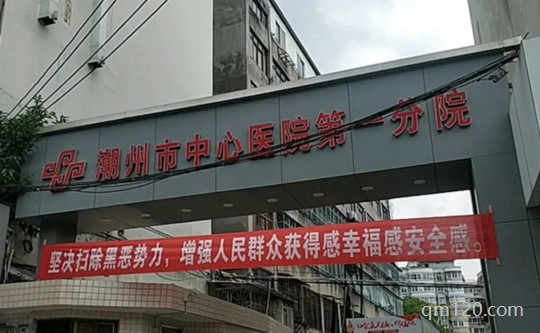 潮州市中心医院第一分院
坚决扫除黑恶势力，增强人民群众获得感幸福感安全感。
qm120.com